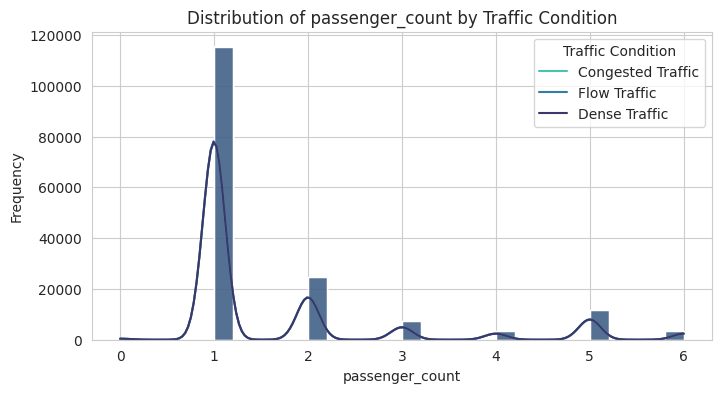 Distribution of passenger_count by Traffic Condition
Frequency
120000
100000
80000
60000
40000
20000
0
Traffic Condition
Congested Traffic
Flow Traffic
Dense Traffic
0 1 2 3 4 5 6
passenger_count